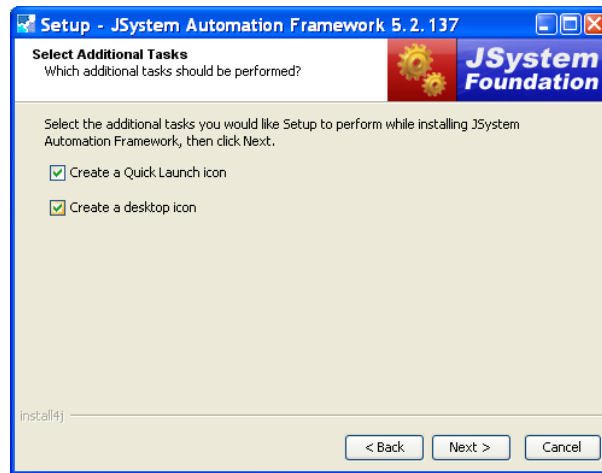 Setup - JSystem Automation Framework 5.2.137
Select Additional Tasks
Which additional tasks should be performed?
JSystem
Foundation
Select the additional tasks you would like Setup to perform while installing JSystem
Automation Framework, then click Next.
Create a Quick Launch icon
Create a desktop icon
install4j
< Back
Next >
Cancel